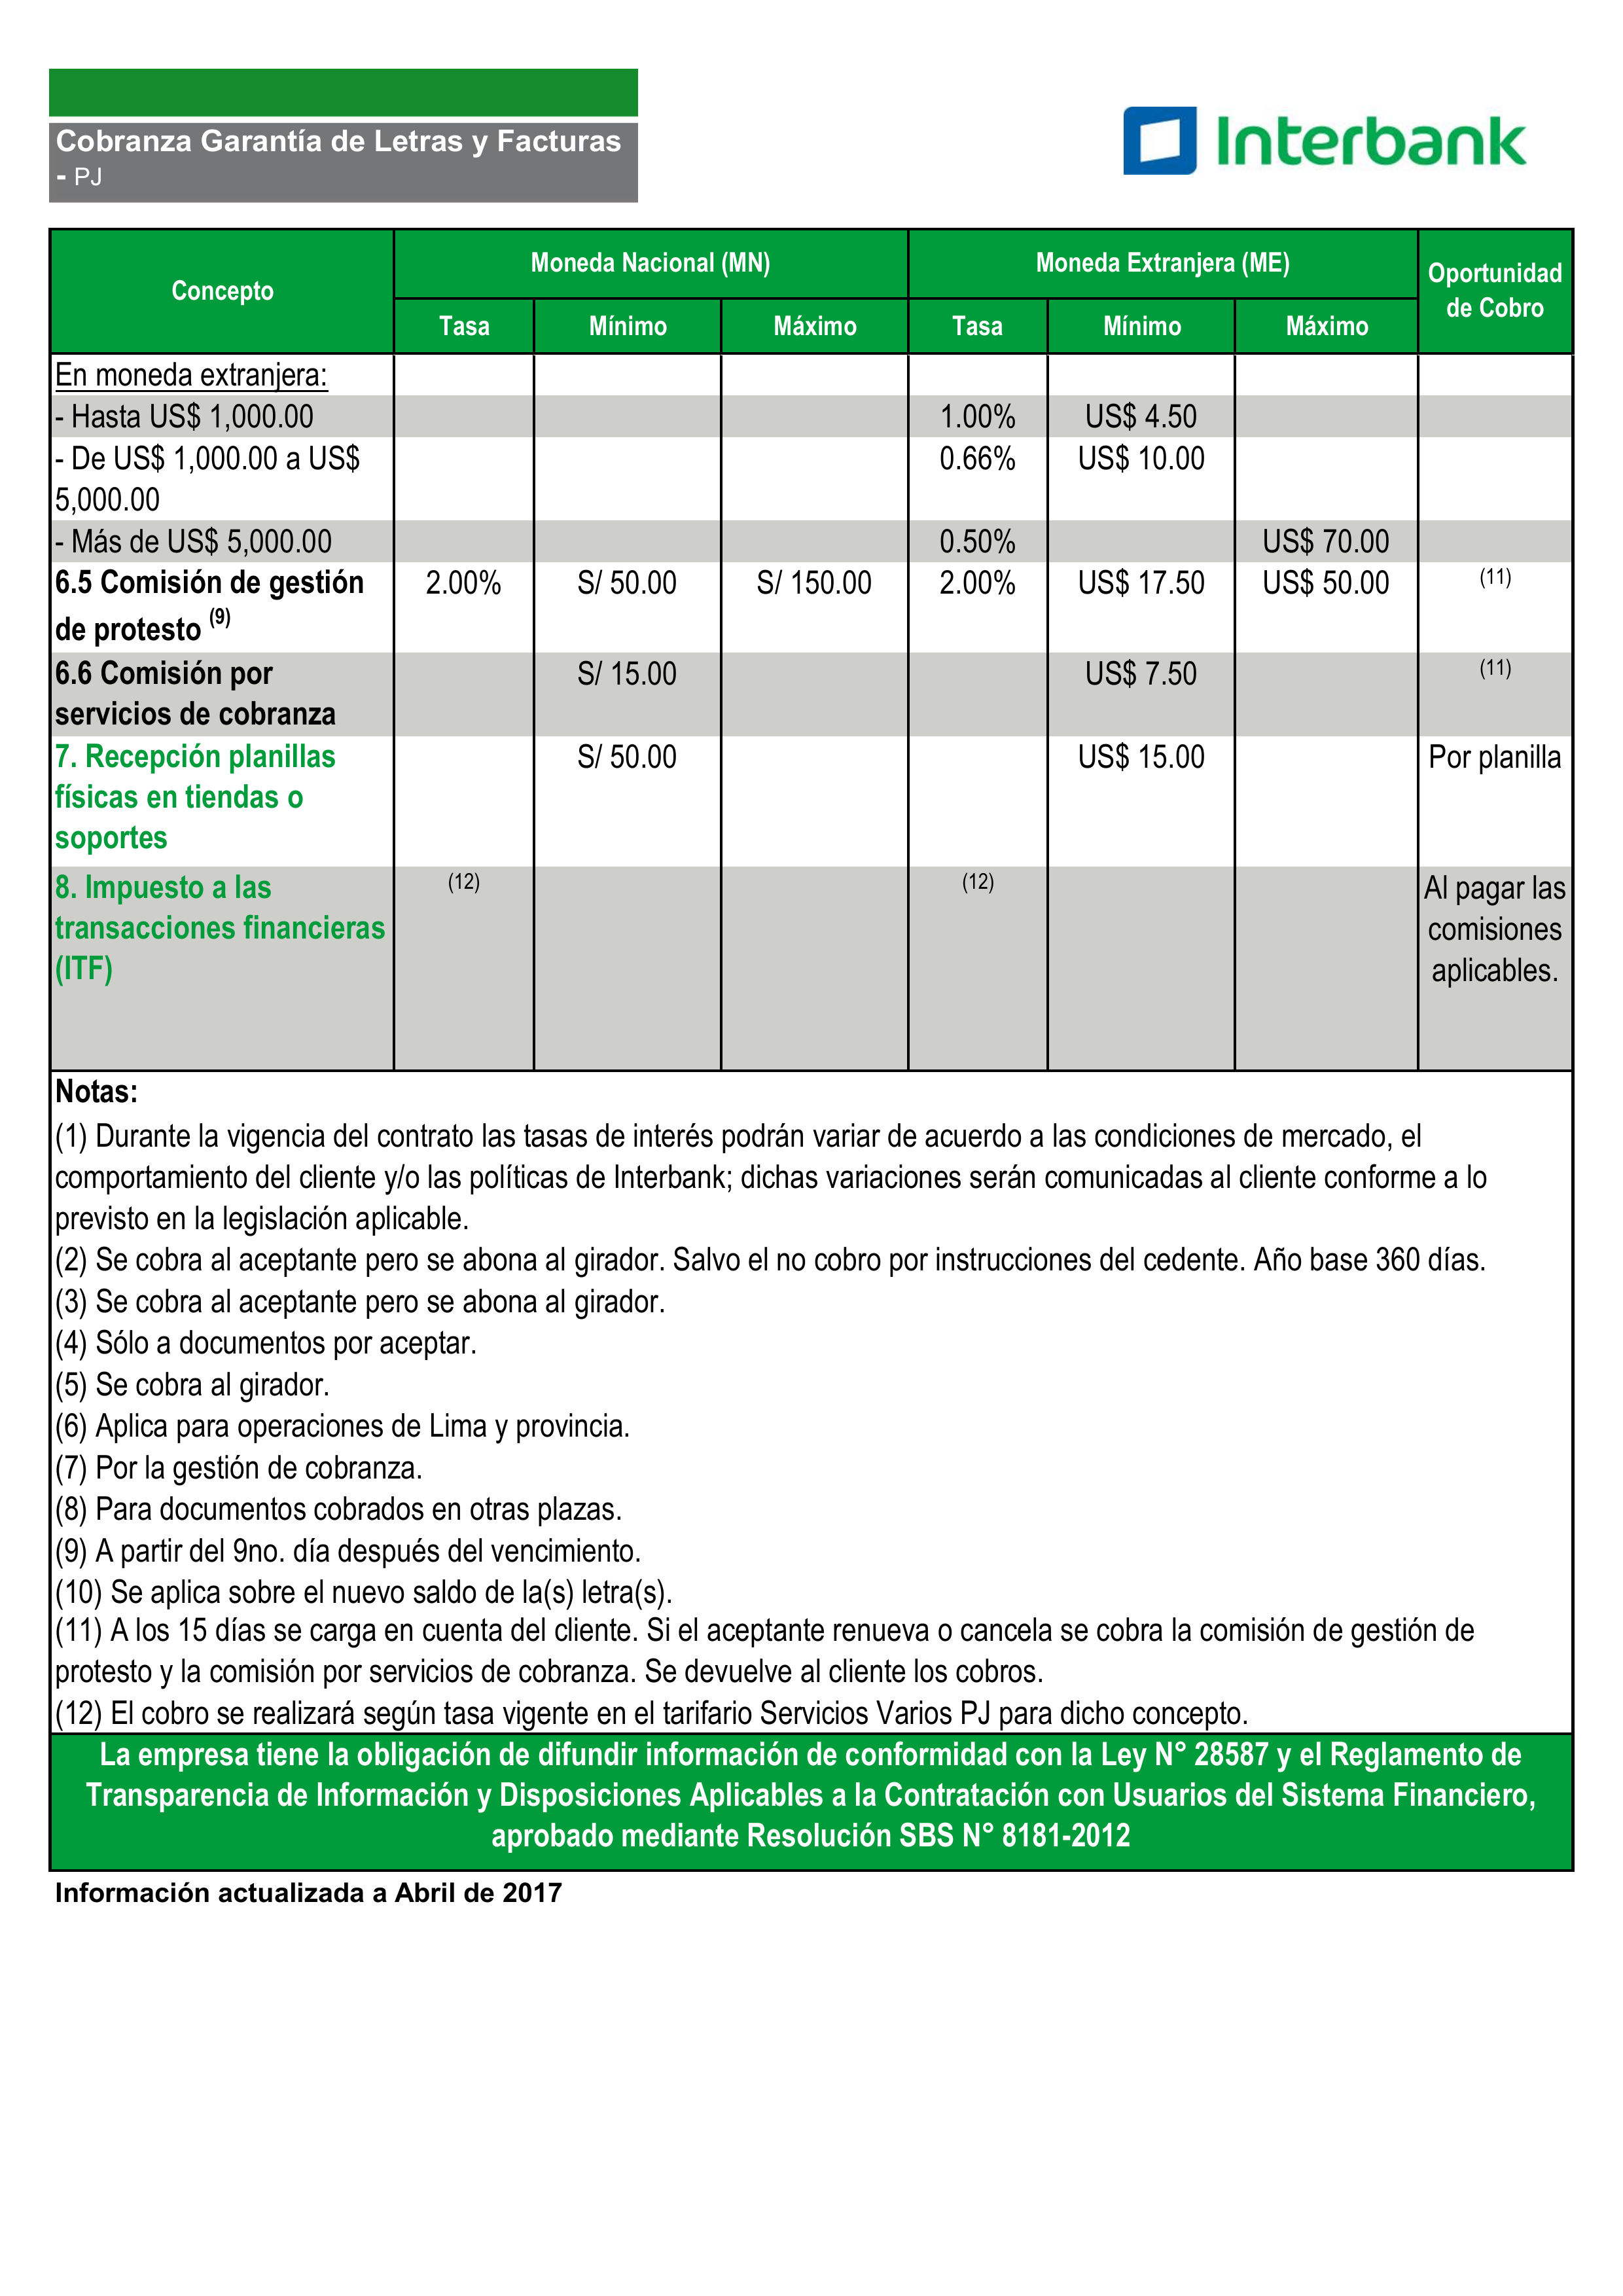 Cobranza Garantía de Letras y Facturas
- PJ
Interbank
Concepto
Moneda Nacional (MN)
Moneda Extranjera (ME)
Oportunidad
de Cobro
Tasa Mínimo Máximo Tasa Mínimo Máximo
En moneda extranjera:
- Hasta US$ 1,000.00 1.00% US$ 4.50
- De US$ 1,000.00 a US$ 0.66% US$ 10.00
5,000.00
- Más de US$ 5,000.00 0.50% US$ 70.00
6.5 Comisión de gestión 2.00% S/ 50.00 S/ 150.00 2.00% US$ 17.50 US$ 50.00 (11)
de protesto (9)
6.6 Comisión por S/ 15.00 US$ 7.50 (11)
servicios de cobranza
7. Recepción planillas S/ 50.00 US$ 15.00 Por planilla
físicas en tiendas o
soportes
8. Impuesto a las (12) (12) Al pagar las
transacciones financieras comisiones
(ITF) aplicables.
Notas:
(1) Durante la vigencia del contrato las tasas de interés podrán variar de acuerdo a las condiciones de mercado, el
comportamiento del cliente y/o las políticas de Interbank; dichas variaciones serán comunicadas al cliente conforme a lo
previsto en la legislación aplicable.
(2) Se cobra al aceptante pero se abona al girador. Salvo el no cobro por instrucciones del cedente. Año base 360 días.
(3) Se cobra al aceptante pero se abona al girador.
(4) Sólo a documentos por aceptar.
(5) Se cobra al girador.
(6) Aplica para operaciones de Lima y provincia.
(7) Por la gestión de cobranza.
(8) Para documentos cobrados en otras plazas.
(9) A partir del 9no. día después del vencimiento.
(10) Se aplica sobre el nuevo saldo de la(s) letra(s).
(11) A los 15 días se carga en cuenta del cliente. Si el aceptante renueva o cancela se cobra la comisión de gestión de
protesto y la comisión por servicios de cobranza. Se devuelve al cliente los cobros.
(12) El cobro se realizará según tasa vigente en el tarifario Servicios Varios PJ para dicho concepto.
La empresa tiene la obligación de difundir información de conformidad con la Ley N° 28587 y el Reglamento de
Transparencia de Información y Disposiciones Aplicables a la Contratación con Usuarios del Sistema Financiero,
aprobado mediante Resolución SBS N° 8181-2012
Información actualizada a Abril de 2017